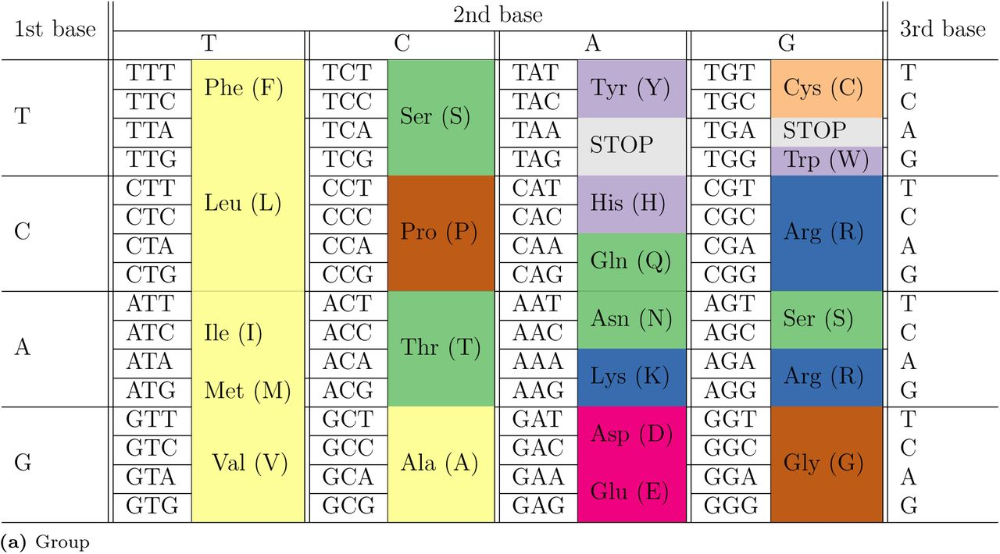 1st base 2nd base 3rd base
T C A G
TTT Phe (F) TCT Ser (S) TAT Tyr (Y) TGT Cys (C) T
T TTC TCC TAC TGC C
TTA TCA TAA STOP TGA STOP A
TTG TCG TAG TGG Trp (W) G
CTT Leu (L) CCT Pro (P) CAT His (H) CGT Arg (R) T
C CTC CCC CAC CGC C
CTA CCA CAA Gln (Q) CGA A
CTG CCG CAG CGG G
ATT Ile (I) ACT Thr (T) AAT Asn (N) AGT Ser (S) T
A ATC ACC AAC AGC C
ATA ACA AAA Lys (K) AGA Arg (R) A
ATG Met (M) ACG AAG AGG G
GTT Val (V) GCT Ala (A) GAT Asp (D) GGT Gly (G) T
G GTC GCC GAC GGC C
GTA GCA GAA Glu (E) GGA A
GTG GCG GAG GGG G
(a) Group